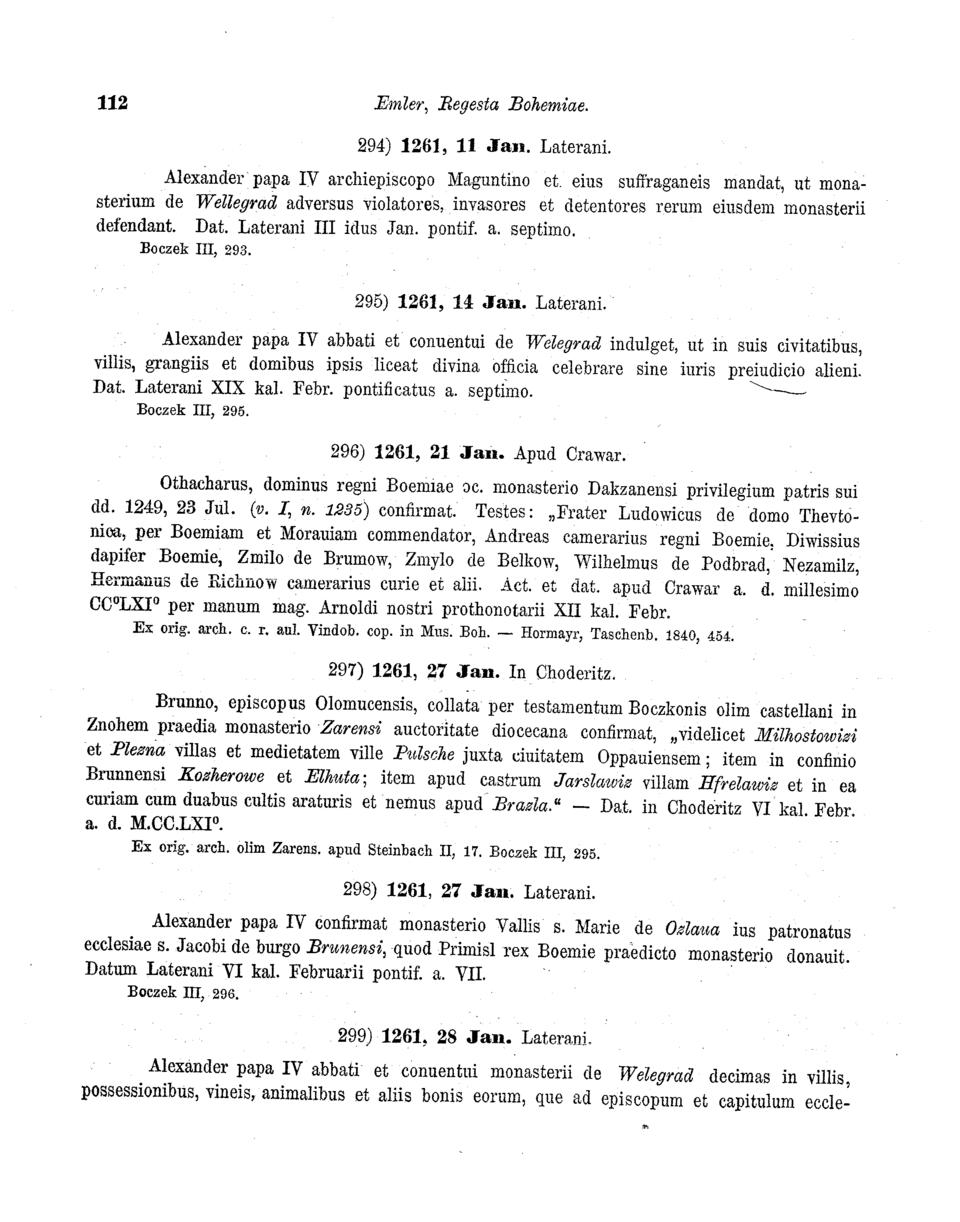 112 Emler, Regesta Bohemiae.
294) 1261, 11 Jan. Laterani.
Alexander papa IV archiepiscopo Maguntino et eius suffraganeis mandat, ut mona-
sterium de Wellegrad adversus violatores, invasores et detentores rerum eiusdem monasterii
defendant. Dat. Laterani III idus Jan. pontif. a. septimo.
Boczek III, 293.
295) 1261, 14 Jan. Laterani.
Alexander papa IV abbati et conuentui de Welegrad indulget, ut in suis civitatibus,
villis, grangiis et domibus ipsis liceat divina officia celebrare sine iuris preiudicio alieni.
Dat. Laterani XIX kal. Febr. pontificatus a. septimo.
Boczek III, 295.
296) 1261, 21 Jan. Apud Crawar.
Othacharus, dominus regni Boemiae ɔc. monasterio Dakzanensi privilegium patris sui
dd. 1249, 23 Jul. (v. I, n. 1235) confirmat. Testes: „Frater Ludowicus de domo Thevto-
nica, per Boemiam et Morauiam commendator, Andreas camerarius regni Boemie, Diwissius
dapifer Boemie, Zmilo de Brumow, Zmylo de Belkow, Wilhelmus de Podbrad, Nezamilz,
Hermanus de Richnow camerarius curie et alii. Act. et dat. apud Crawar a. d. millesimo
CC⁰LXI⁰ per manum mag. Arnoldi nostri prothonotarii XII kal. Febr.
Ex orig. arch. c. r. aul. Vindob. cop. in Mus. Boh. — Hormayr, Taschenb. 1840, 454.
297) 1261, 27 Jan. In Choderitz.
Brunno, episcopus Olomucensis, collata per testamentum Boczkonis olim castellani in
Znohem praedia monasterio Zarensi auctoritate diocecana confirmat, „videlicet Milhostowizi
et Plezna villas et medietatem ville Pulsche juxta ciuitatem Oppauiensem; item in confinio
Brunnensi Kozherowe et Elhuta; item apud castrum Jarslawiz villam Hfrelawiz et in ea
curiam cum duabus cultis araturis et nemus apud Brazla.“ — Dat. in Choderitz VI kal. Febr.
a. d. M.CC.LXI⁰.
Ex orig. arch. olim Zarens. apud Steinbach II, 17. Boczek III, 295.
298) 1261, 27 Jan. Laterani.
Alexander papa IV confirmat monasterio Vallis s. Marie de Ozlaua ius patronatus
ecclesiae s. Jacobi de burgo Brunensi, quod Primisl rex Boemie praedicto monasterio donauit.
Datum Laterani VI kal. Februarii pontif. a. VII.
Boczek III, 296.
299) 1261, 28 Jan. Laterani.
Alexander papa IV abbati et conuentui monasterii de Welegrad decimas in villis,
possessionibus, vineis, animalibus et aliis bonis eorum, que ad episcopum et capitulum eccle-